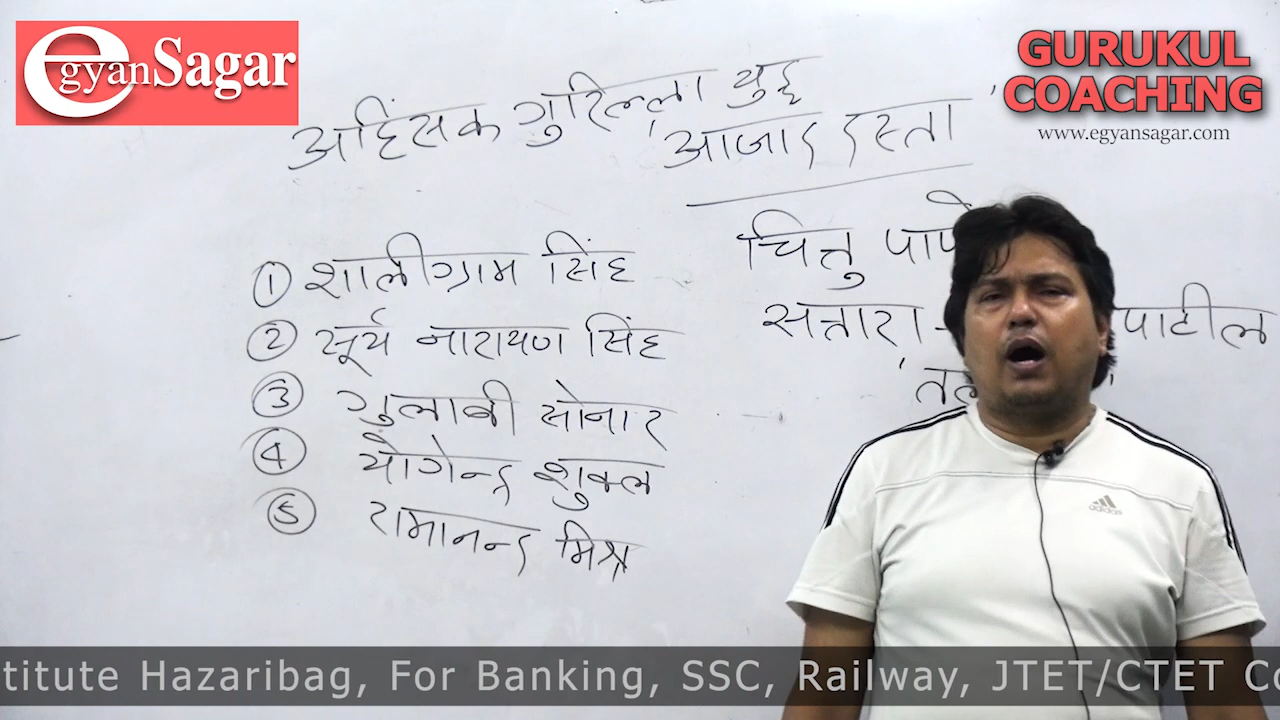 egyanSagar
GURUKUL
COACHING
www.egyansagar.com
अहिंसक गुरिल्ला युद्ध
'आजाद दस्ता'
चित्तु
सत्तारा - पाटील
① शालीग्राम सिंह
② सूर्य नारायण सिंह
③ गुलाबी सोनार
④ योगेन्द्र शुक्ल
⑤ रामानन्द मिश्र
adidas
titute Hazaribag, For Banking, SSC, Railway, JTET/CTET Co